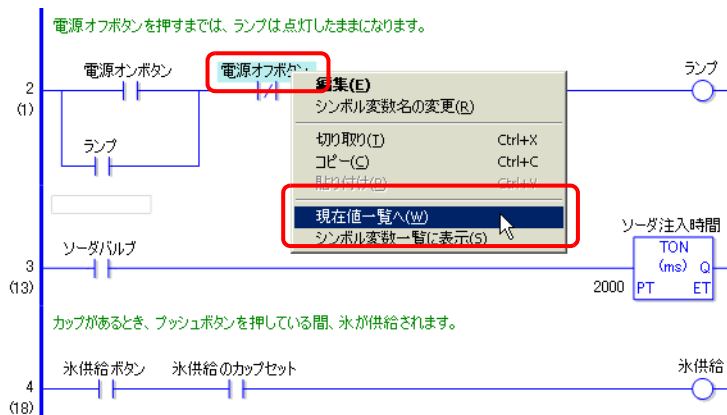 電源オフボタンを押すまでは、ランプは点灯したままになります。
電源オンボタン
電源オフボタン
ランプ
2
(1)
編集(E)
シンボル変数名の変更(R)
切り取り(T) Ctrl+X
コピー(C) Ctrl+C
貼り付け(P) Ctrl+V
現在値一覧へ(W)
シンボル変数一覧に表示(S)
ランプ
ソーダバルブ
ソーダ注入時間
TON
(ms) Q
2000 PT ET
3
(13)
カップがあるとき、プッシュボタンを押している間、氷が供給されます。
氷供給ボタン
氷供給のカップセット
氷供給
4
(18)